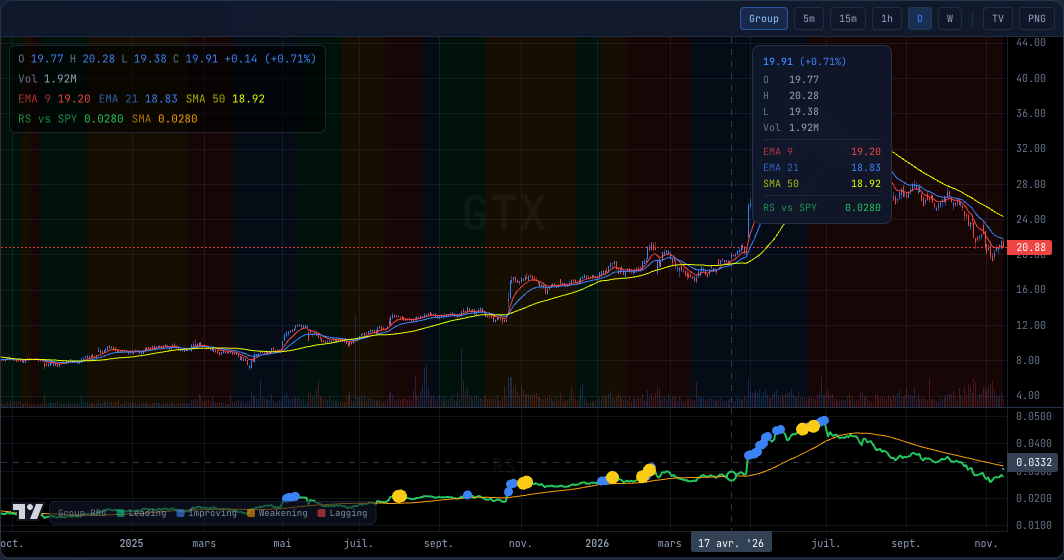 Group 5m 15m 1h D W TV PNG
O 19.77 H 20.28 L 19.38 C 19.91 +0.14 (+0.71%)
Vol 1.92M
EMA 9 19.20 EMA 21 18.83 SMA 50 18.92
RS vs SPY 0.0280 SMA 0.0280
19.91 (+0.71%)
O 19.77
H 20.28
L 19.38
Vol 1.92M
EMA 9 19.20
EMA 21 18.83
SMA 50 18.92
RS vs SPY 0.0280
GTX
44.00
40.00
36.00
32.00
28.00
24.00
20.88
16.00
12.00
8.00
4.00
RS
0.0500
0.0400
0.0332
0.0200
0.0100
Group RRG Leading Improving Weakening Lagging
oct. 2025 mars mai juil. sept. nov. 2026 mars 17 avr. '26 juil. sept. nov.